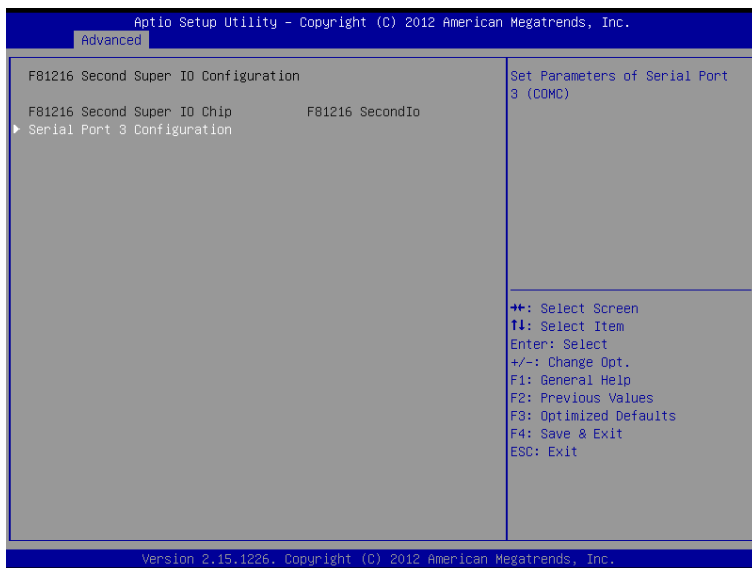 Aptio Setup Utility – Copyright (C) 2012 American Megatrends, Inc.
Advanced
F81216 Second Super IO Configuration
F81216 Second Super IO Chip F81216 SecondIo
▶ Serial Port 3 Configuration
Set Parameters of Serial Port
3 (COMC)
→←: Select Screen
↑↓: Select Item
Enter: Select
+/-: Change Opt.
F1: General Help
F2: Previous Values
F3: Optimized Defaults
F4: Save & Exit
ESC: Exit
Version 2.15.1226. Copyright (C) 2012 American Megatrends, Inc.